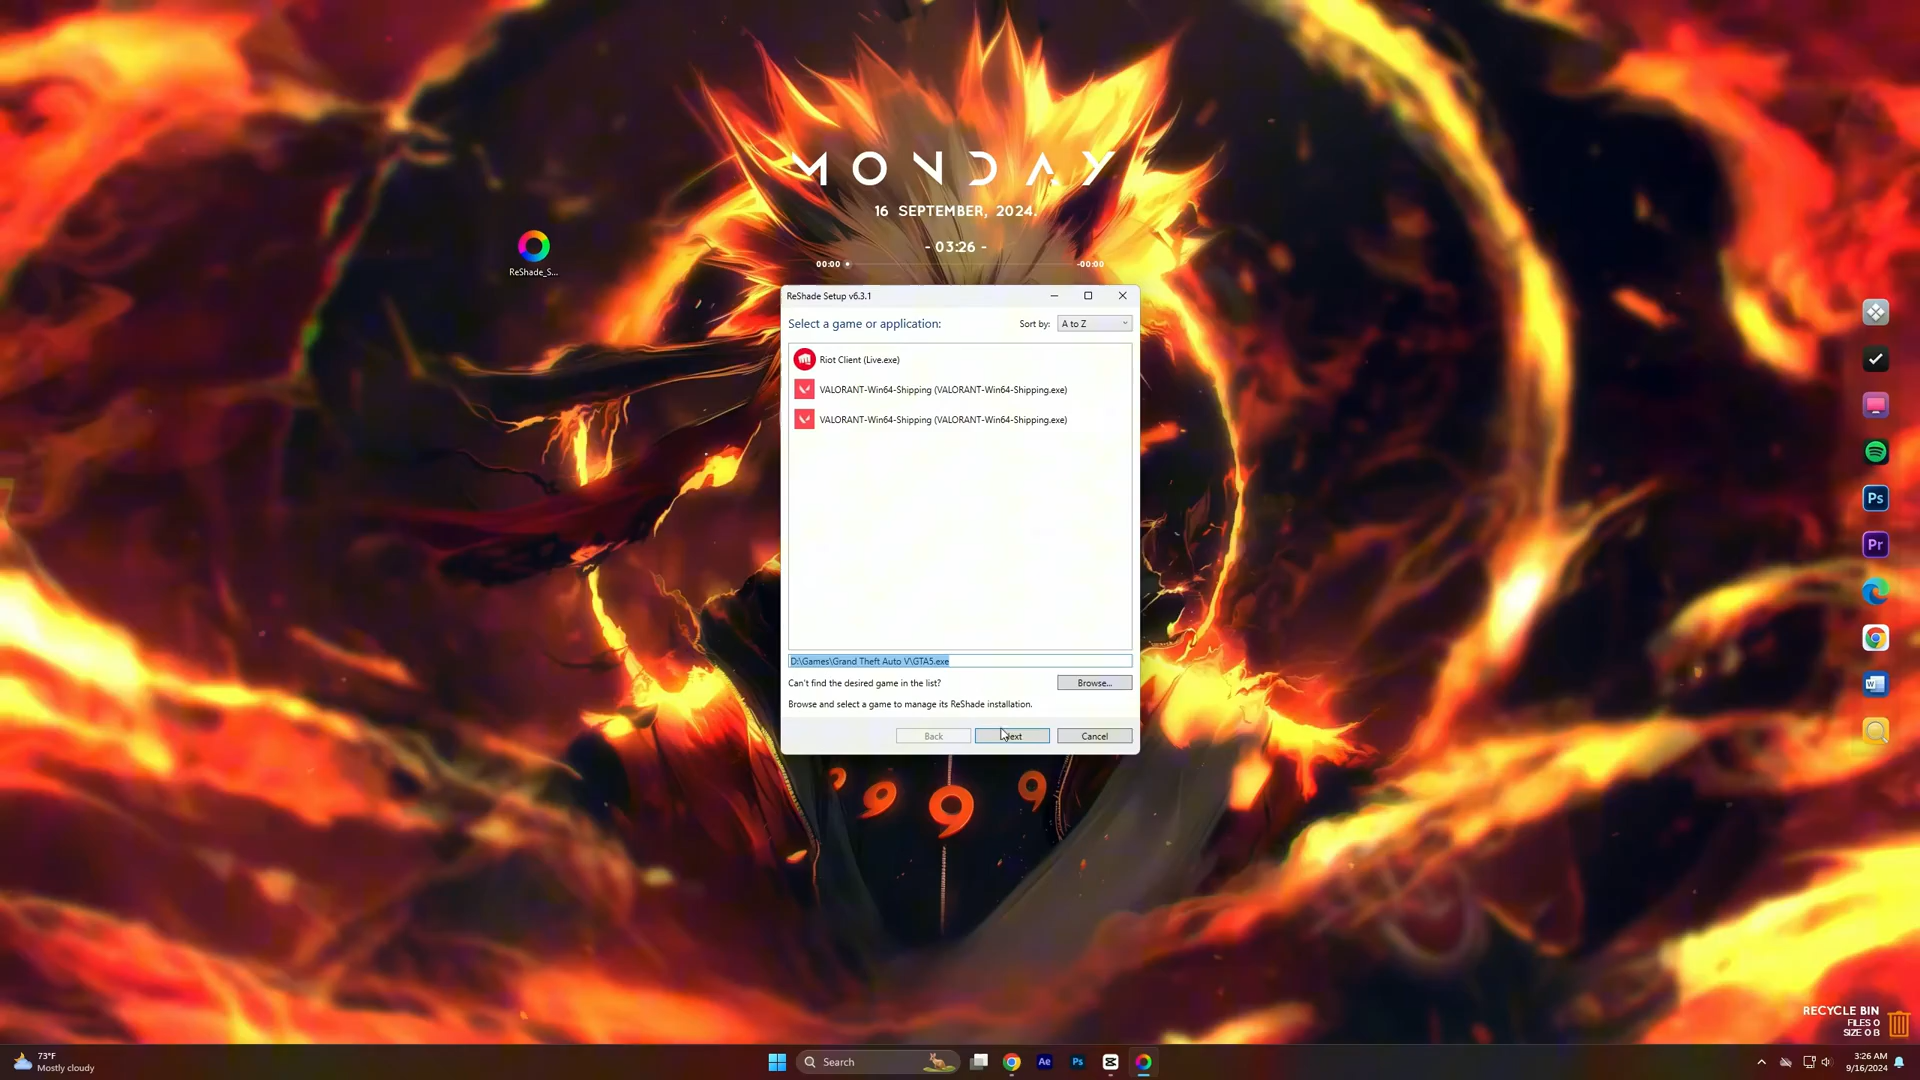 MONDAY
16 SEPTEMBER, 2024.
- 03:26 -
00:00
-00:00
ReShade_S...
ReShade Setup v6.3.1
Select a game or application:
Sort by:
A to Z
Riot Client (Live.exe)
VALORANT-Win64-Shipping (VALORANT-Win64-Shipping.exe)
VALORANT-Win64-Shipping (VALORANT-Win64-Shipping.exe)
D:\Games\Grand Theft Auto V\GTA5.exe
Can't find the desired game in the list?
Browse...
Browse and select a game to manage its ReShade installation.
Back
Next
Cancel
Ps
Pr
W
RECYCLE BIN
FILES 0
SIZE 0 B
73°F
Mostly cloudy
Search
Ae
Ps
3:26 AM
9/16/2024